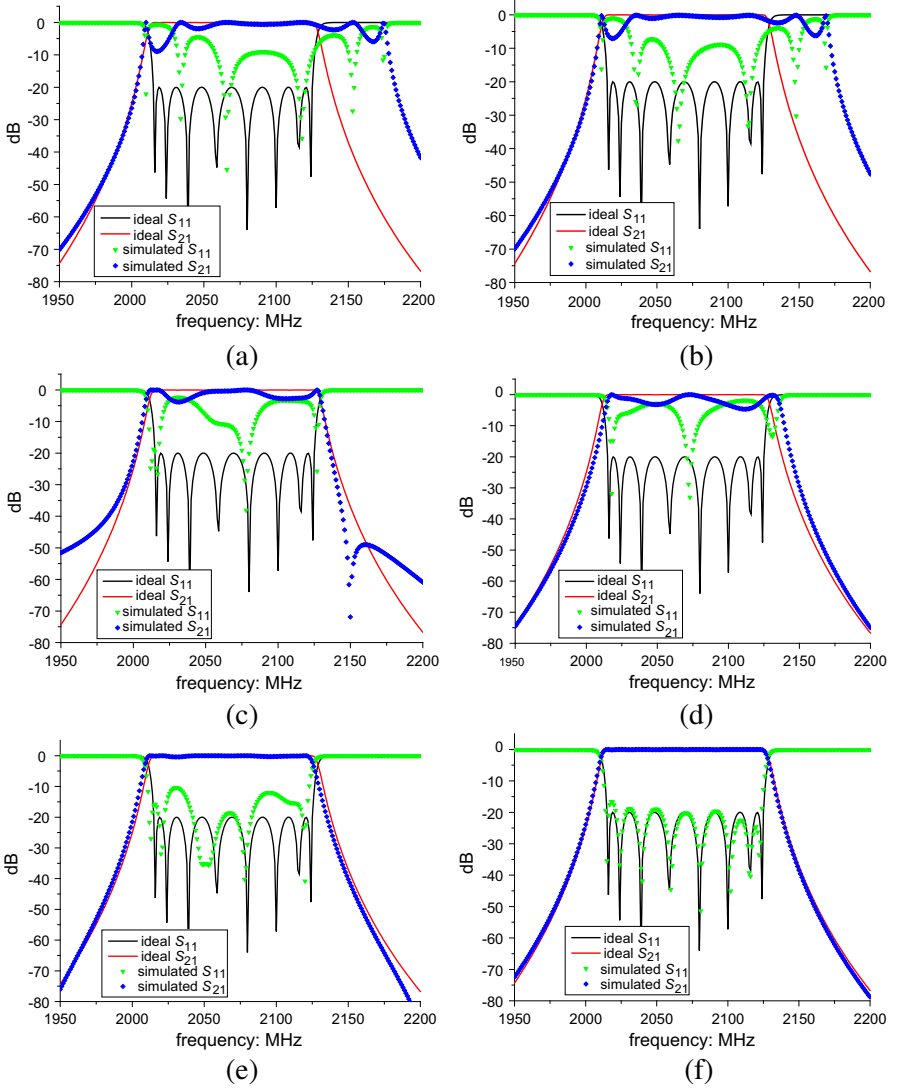 0
-10
-20
-30
-40
-50
-60
-70
-80
dB
ideal S11
ideal S21
simulated S11
simulated S21
1950 2000 2050 2100 2150 2200
frequency: MHz
(a)
0
-10
-20
-30
-40
-50
-60
-70
-80
dB
ideal S11
ideal S21
simulated S11
simulated S21
1950 2000 2050 2100 2150 2200
frequency: MHz
(b)
0
-10
-20
-30
-40
-50
-60
-70
-80
dB
ideal S11
ideal S21
simulated S11
simulated S21
1950 2000 2050 2100 2150 2200
frequency: MHz
(c)
0
-10
-20
-30
-40
-50
-60
-70
-80
dB
ideal S11
ideal S21
simulated S11
simulated S21
1950 2000 2050 2100 2150 2200
frequency: MHz
(d)
0
-10
-20
-30
-40
-50
-60
-70
-80
dB
ideal S11
ideal S21
simulated S11
simulated S21
1950 2000 2050 2100 2150 2200
frequency: MHz
(e)
0
-10
-20
-30
-40
-50
-60
-70
-80
dB
ideal S11
ideal S21
simulated S11
simulated S21
1950 2000 2050 2100 2150 2200
frequency: MHz
(f)